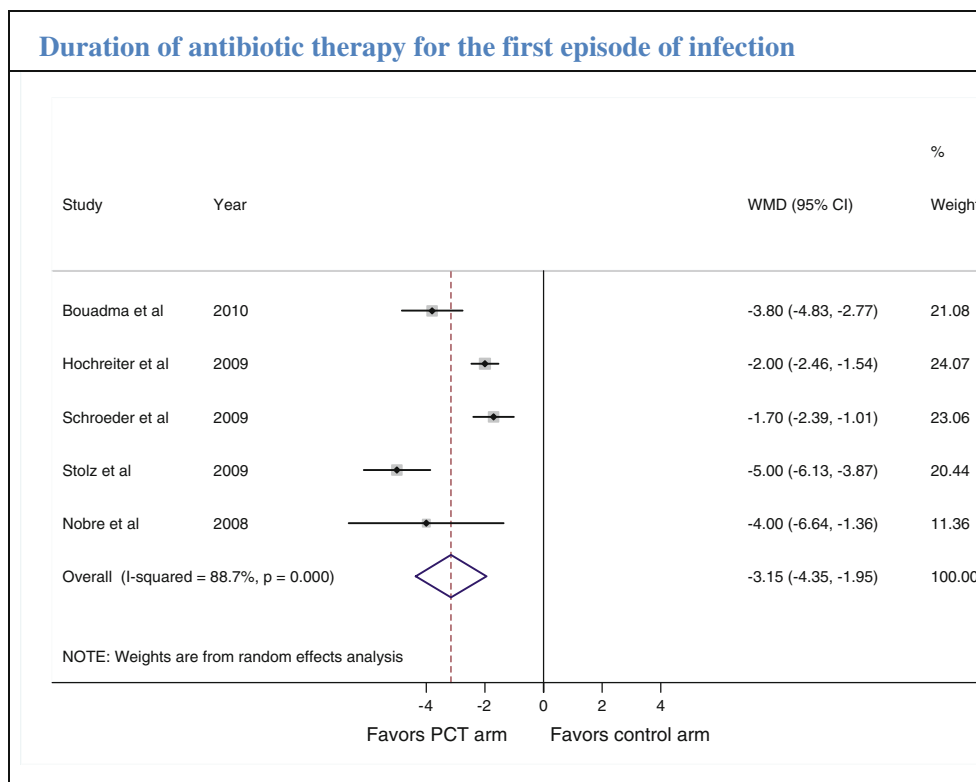 Duration of antibiotic therapy for the first episode of infection
%
Study Year WMD (95% CI) Weight
Bouadma et al 2010 -3.80 (-4.83, -2.77) 21.08
Hochreiter et al 2009 -2.00 (-2.46, -1.54) 24.07
Schroeder et al 2009 -1.70 (-2.39, -1.01) 23.06
Stolz et al 2009 -5.00 (-6.13, -3.87) 20.44
Nobre et al 2008 -4.00 (-6.64, -1.36) 11.36
Overall (I-squared = 88.7%, p = 0.000) -3.15 (-4.35, -1.95) 100.00
NOTE: Weights are from random effects analysis
-4 -2 0 2 4
Favors PCT arm Favors control arm